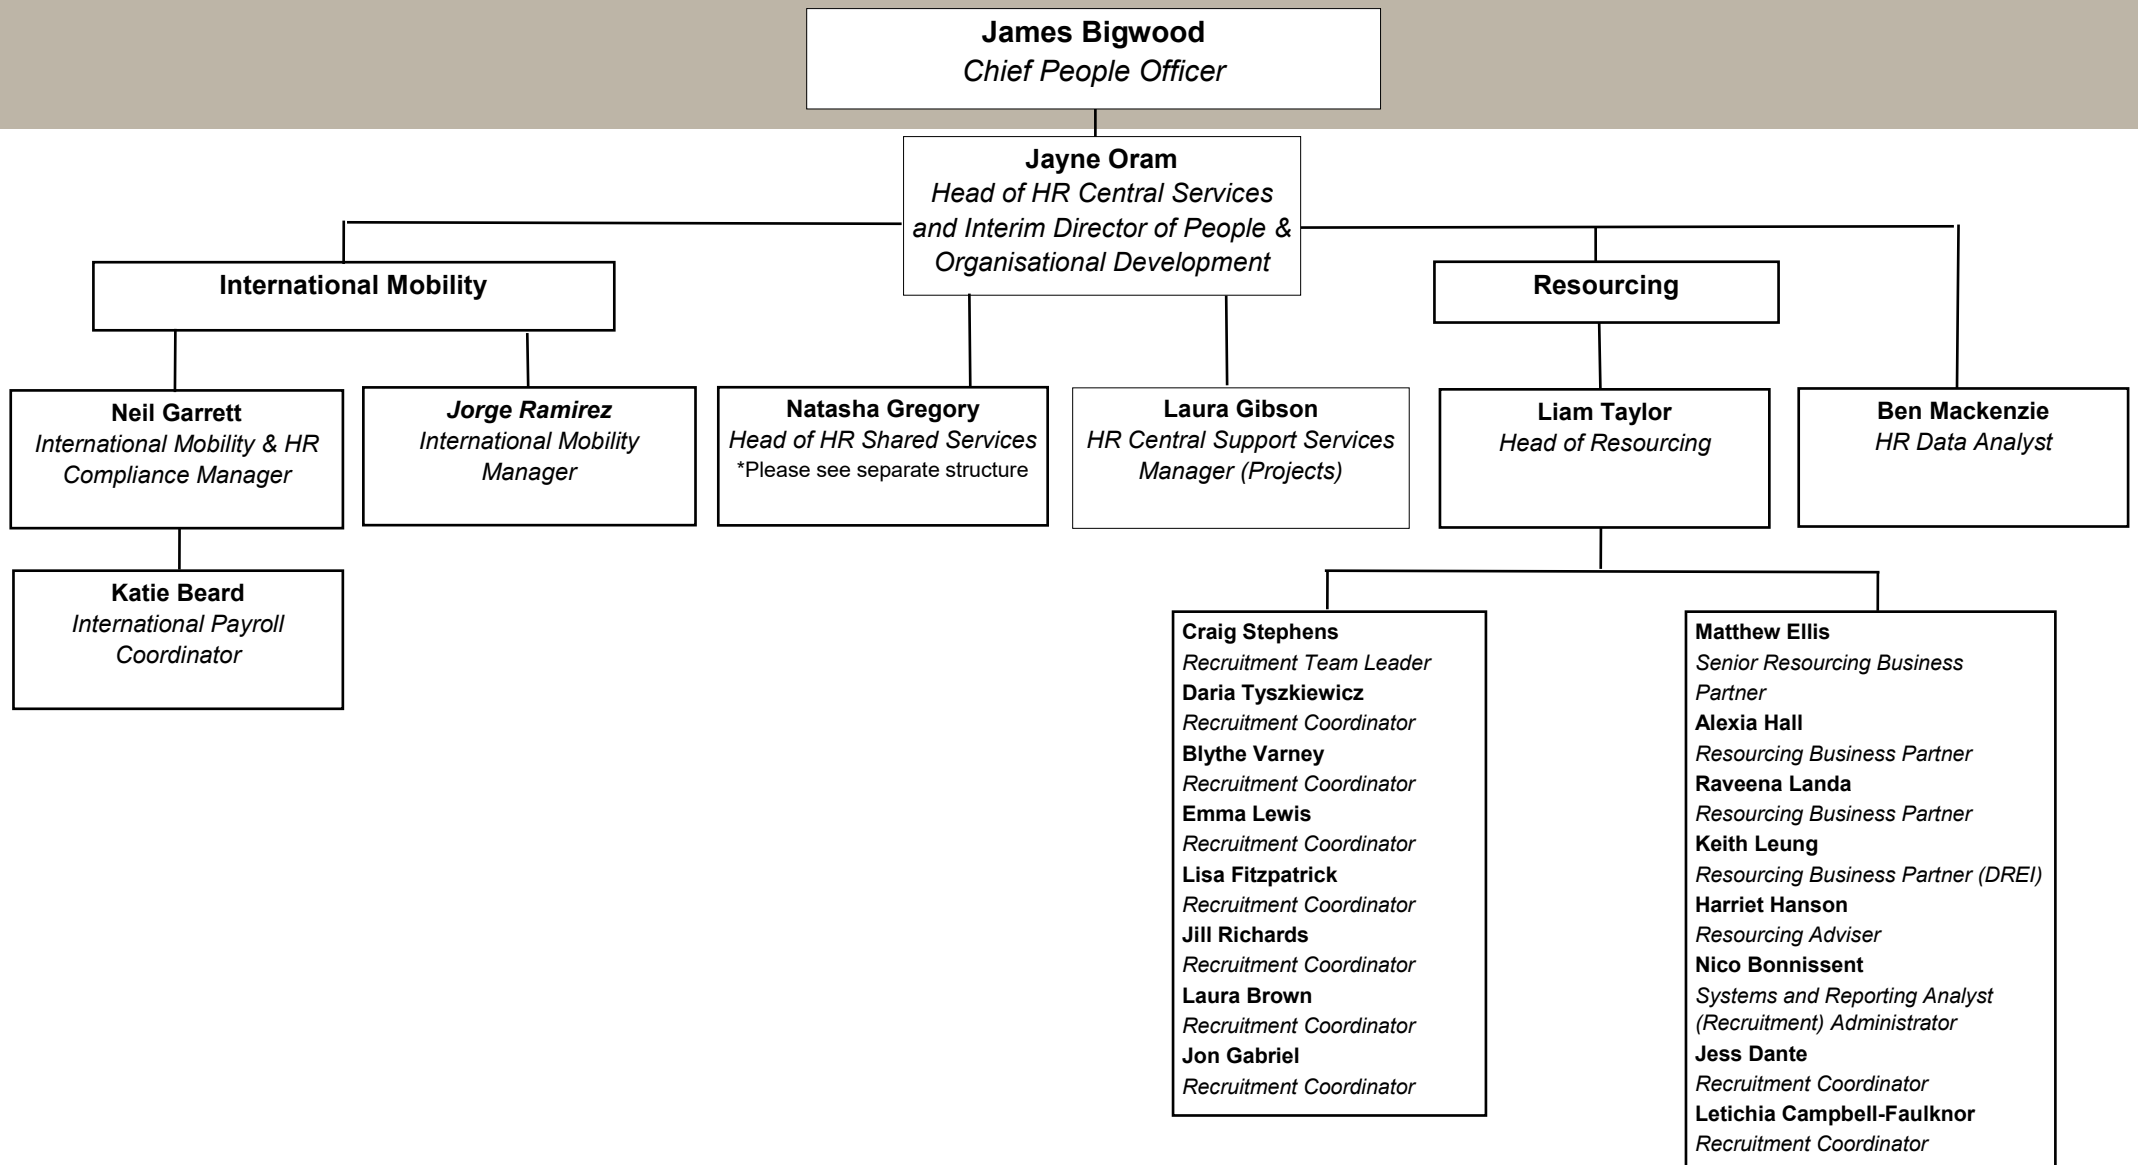 James Bigwood
Chief People Officer
Jayne Oram
Head of HR Central Services
and Interim Director of People &
Organisational Development
International Mobility
Resourcing
Neil Garrett
International Mobility & HR
Compliance Manager
Jorge Ramirez
International Mobility
Manager
Natasha Gregory
Head of HR Shared Services
*Please see separate structure
Laura Gibson
HR Central Support Services
Manager (Projects)
Liam Taylor
Head of Resourcing
Ben Mackenzie
HR Data Analyst
Katie Beard
International Payroll
Coordinator
Craig Stephens
Recruitment Team Leader
Daria Tyszkiewicz
Recruitment Coordinator
Blythe Varney
Recruitment Coordinator
Emma Lewis
Recruitment Coordinator
Lisa Fitzpatrick
Recruitment Coordinator
Jill Richards
Recruitment Coordinator
Laura Brown
Recruitment Coordinator
Jon Gabriel
Recruitment Coordinator
Matthew Ellis
Senior Resourcing Business
Partner
Alexia Hall
Resourcing Business Partner
Raveena Landa
Resourcing Business Partner
Keith Leung
Resourcing Business Partner (DREI)
Harriet Hanson
Resourcing Adviser
Nico Bonnissent
Systems and Reporting Analyst
(Recruitment) Administrator
Jess Dante
Recruitment Coordinator
Letichia Campbell-Faulknor
Recruitment Coordinator